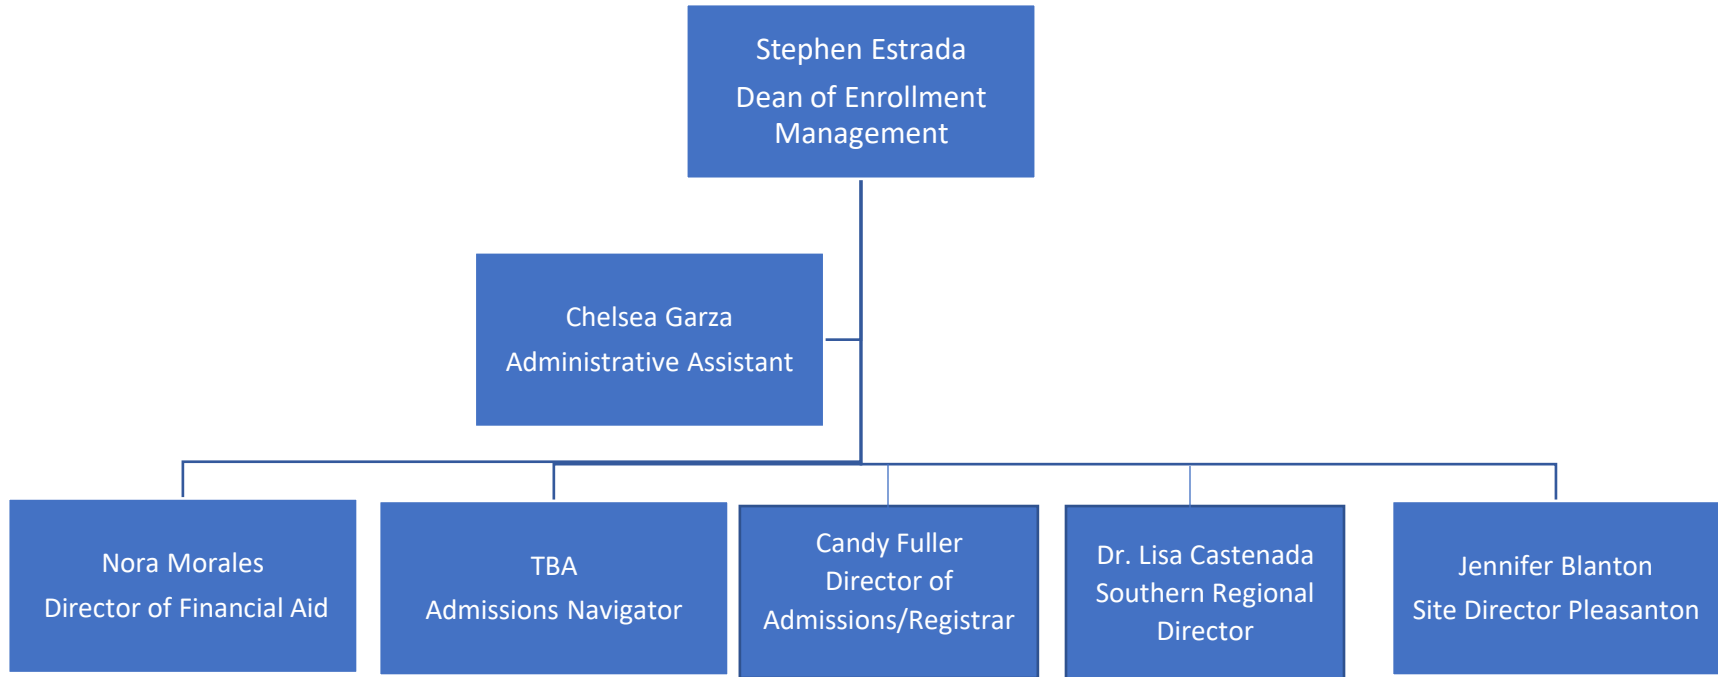 Stephen Estrada
Dean of Enrollment
Management
Chelsea Garza
Administrative Assistant
Nora Morales
Director of Financial Aid
TBA
Admissions Navigator
Candy Fuller
Director of
Admissions/Registrar
Dr. Lisa Castenada
Southern Regional
Director
Jennifer Blanton
Site Director Pleasanton